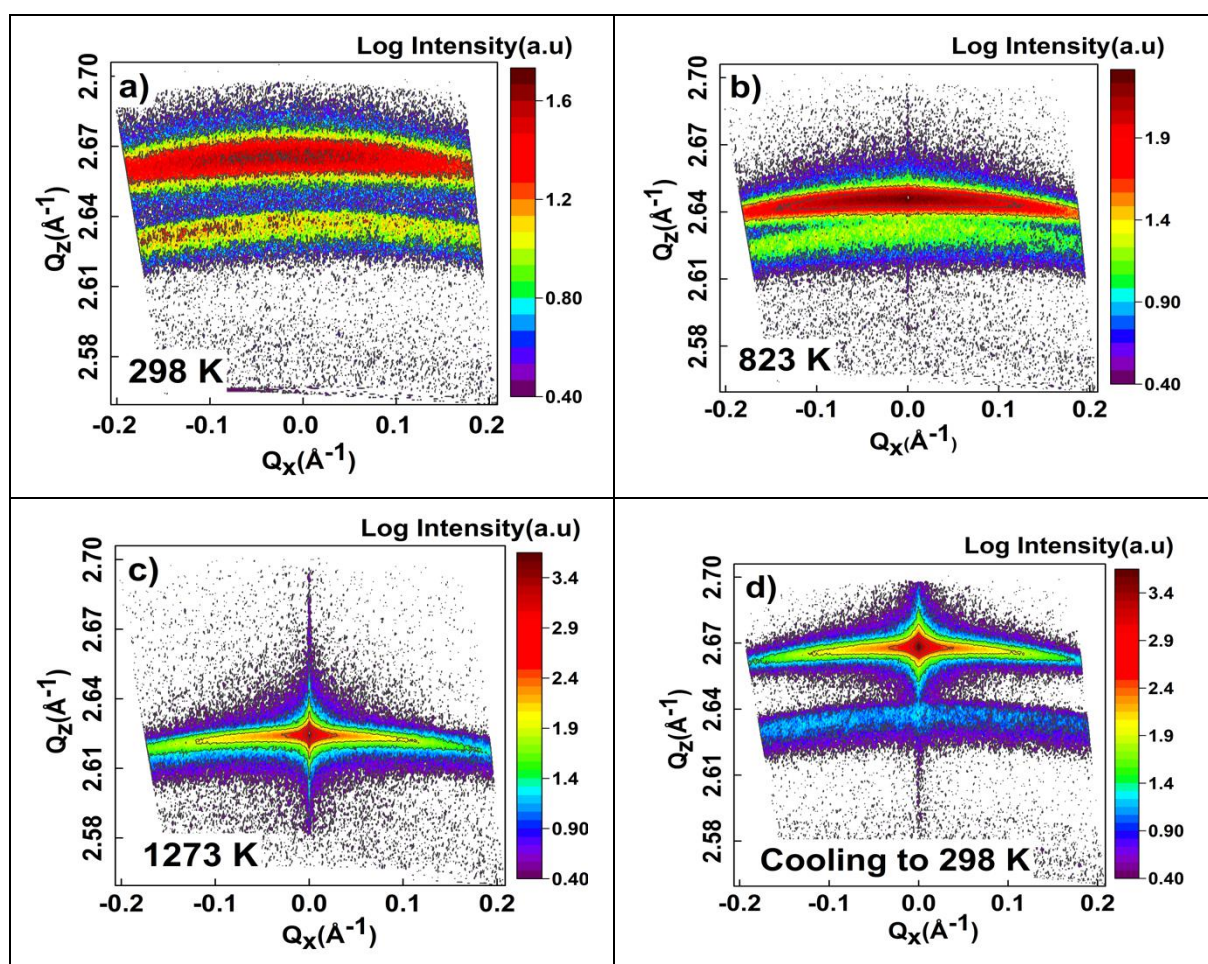 Log Intensity(a.u)
a)
2.70
2.67
2.64
2.61
2.58
Qz(Å-1)
298 K
-0.2 -0.1 0.0 0.1 0.2
Qx(Å-1)
1.6
1.2
0.80
0.40
Log Intensity(a.u)
b)
2.70
2.67
2.64
2.61
2.58
Qz(Å-1)
823 K
-0.2 -0.1 0.0 0.1 0.2
Qx(Å-1)
1.9
1.4
0.90
0.40
Log Intensity(a.u)
c)
2.70
2.67
2.64
2.61
2.58
Qz(Å-1)
1273 K
-0.2 -0.1 0.0 0.1 0.2
Qx(Å-1)
3.4
2.9
2.4
1.9
1.4
0.90
0.40
Log Intensity(a.u)
d)
2.70
2.67
2.64
2.61
2.58
Qz(Å-1)
Cooling to 298 K
-0.2 -0.1 0.0 0.1 0.2
Qx(Å-1)
3.4
2.9
2.4
1.9
1.4
0.90
0.40